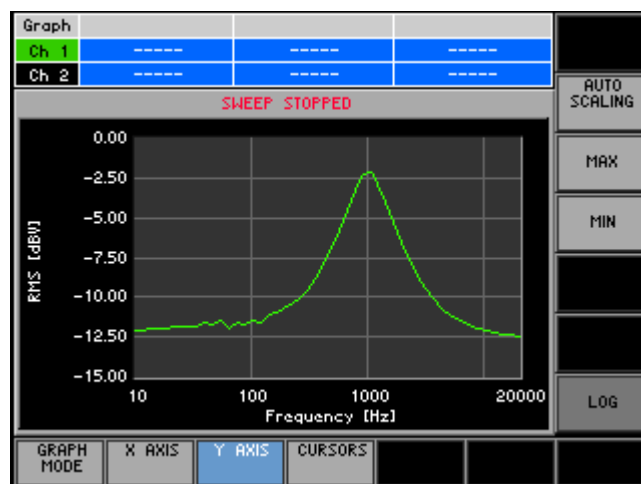 Graph
Ch 1 ----- ----- -----
Ch 2 ----- ----- -----
SWEEP STOPPED
AUTO
SCALING
MAX
MIN
LOG
RMS [dBV]
0.00
-2.50
-5.00
-7.50
-10.00
-12.50
-15.00
10 100 1000 20000
Frequency [Hz]
GRAPH
MODE
X AXIS
Y AXIS
CURSORS